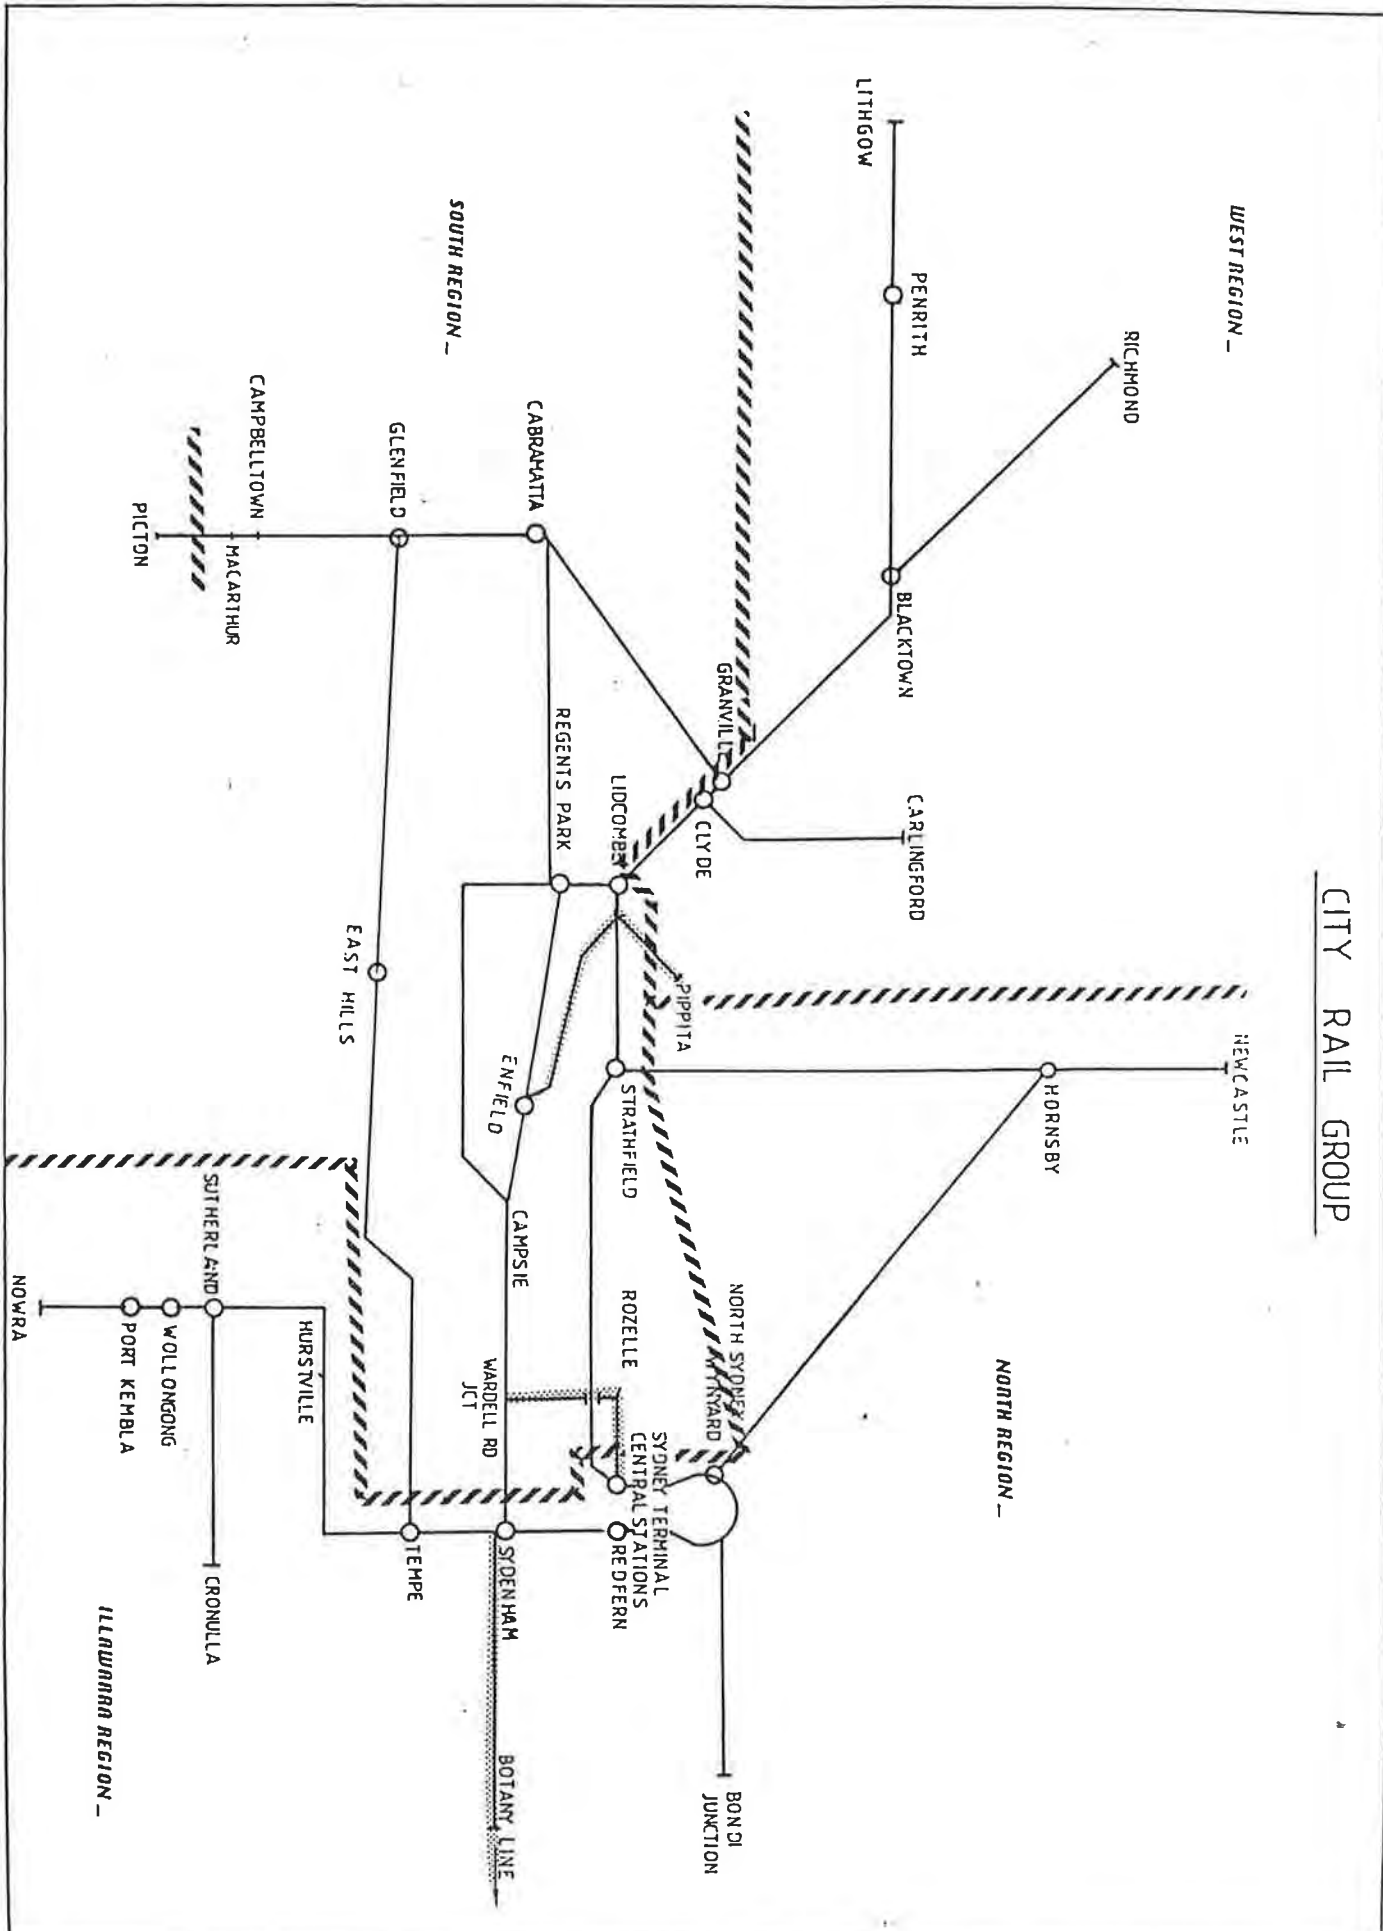 CITY RAIL GROUP
WEST REGION _
RICHMOND
NEWCASTLE
HORNSBY
NORTH REGION _
LITHGOW
PENRITH
BLACKTOWN
CARLINGFORD
GRANVILLE
CLYDE
PIPPITA
NORTH SYDNEY
WYNYARD
BONDI
JUNCTION
LIDCOMBE
STRATHFIELD
ROZELLE
SYDNEY TERMINAL
CENTRAL STATIONS
REDFERN
SOUTH REGION _
CABRAMATTA
REGENTS PARK
ENFIELD
CAMPSIE
WARDELL RD
JCT
SYDENHAM
BOTANY LINE
GLENFIELD
EAST HILLS
TEMPE
CAMPBELLTOWN
MACARTHUR
PICTON
HURSTVILLE
SUTHERLAND
CRONULLA
WOLLONGONG
PORT KEMBLA
NOWRA
ILLAWARRA REGION _